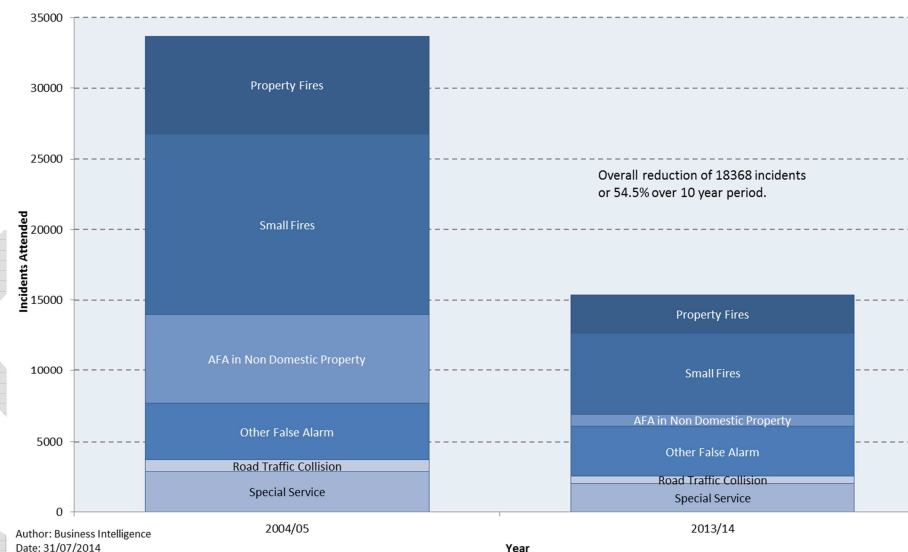 35000
30000
25000
20000
15000
10000
5000
0
Incidents Attended
Property Fires
Small Fires
AFA in Non Domestic Property
Other False Alarm
Road Traffic Collision
Special Service
Overall reduction of 18368 incidents
or 54.5% over 10 year period.
Property Fires
Small Fires
AFA in Non Domestic Property
Other False Alarm
Road Traffic Collision
Special Service
2004/05
2013/14
Year
Author: Business Intelligence
Date: 31/07/2014